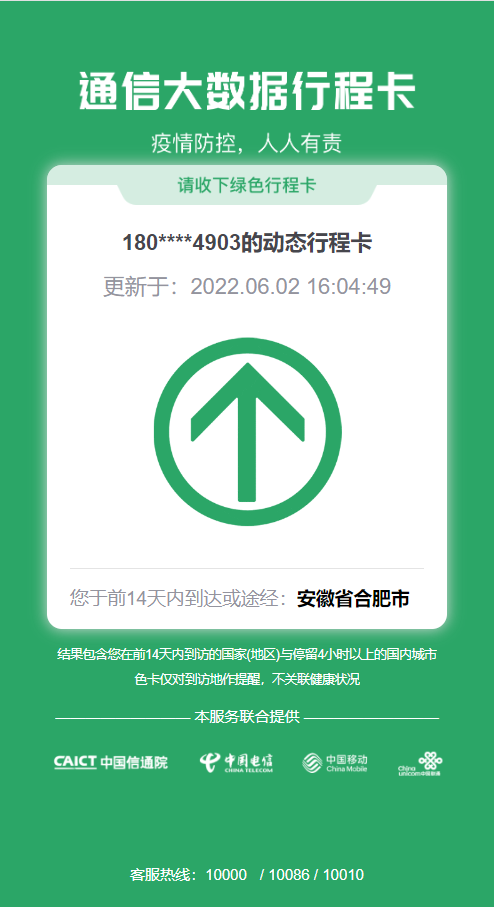 通信大数据行程卡
疫情防控，人人有责
请收下绿色行程卡
180****4903的动态行程卡
更新于：2022.06.02 16:04:49
您于前14天内到达或途经：安徽省合肥市
结果包含您在前14天内到访的国家(地区)与停留4小时以上的国内城市
色卡仅对到访地作提醒，不关联健康状况
本服务联合提供
CAICT 中国信通院 中国电信 CHINA TELECOM 中国移动 China Mobile China unicom中国联通
客服热线：10000 / 10086 / 10010